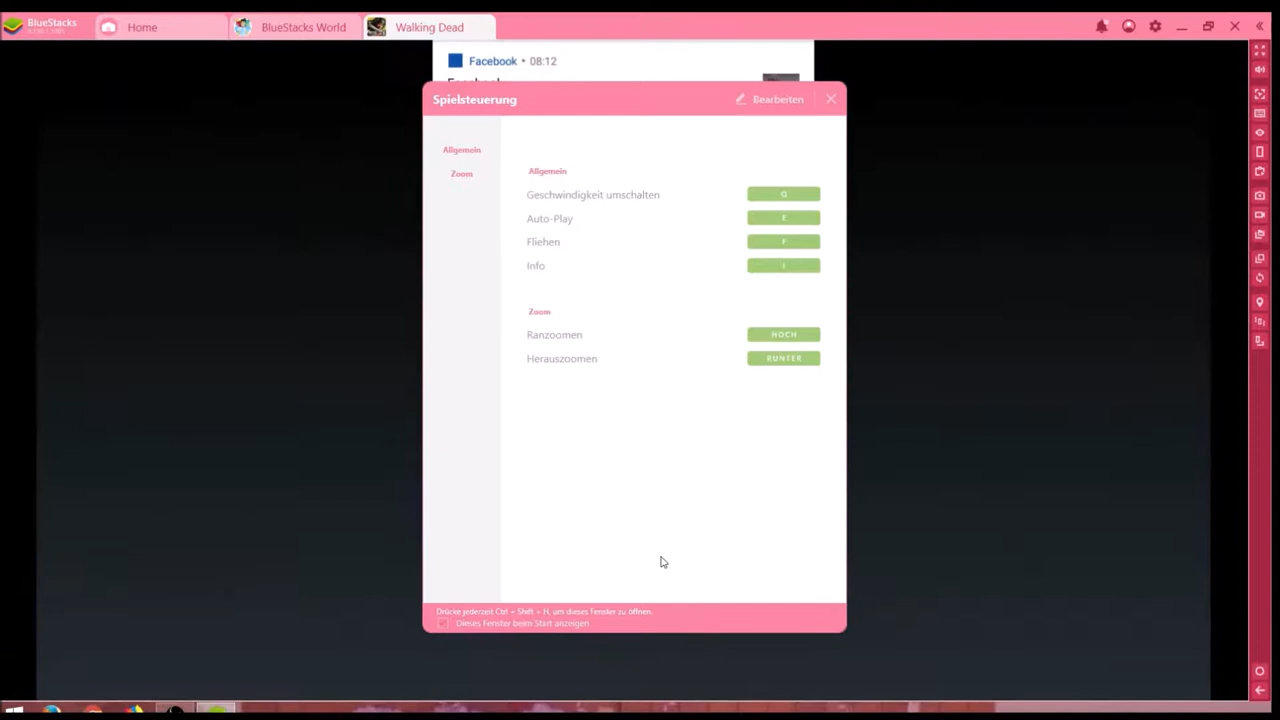 BlueStacks
Home
BlueStacks World
Walking Dead
Facebook • 08:12
Spielsteuerung
Bearbeiten
Allgemein
Zoom
Allgemein
Geschwindigkeit umschalten
Auto-Play E
Fliehen F
Info I
Zoom
Ranzoomen HOCH
Herauszoomen RUNTER
Drücke jederzeit Ctrl + Shift + H, um dieses Fenster zu öffnen.
Dieses Fenster beim Start anzeigen